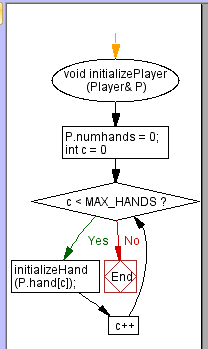 void initializePlayer
(Player& P)
P.numhands = 0;
int c = 0
c < MAX_HANDS ?
Yes
No
initializeHand
(P.hand[c]);
End
c++